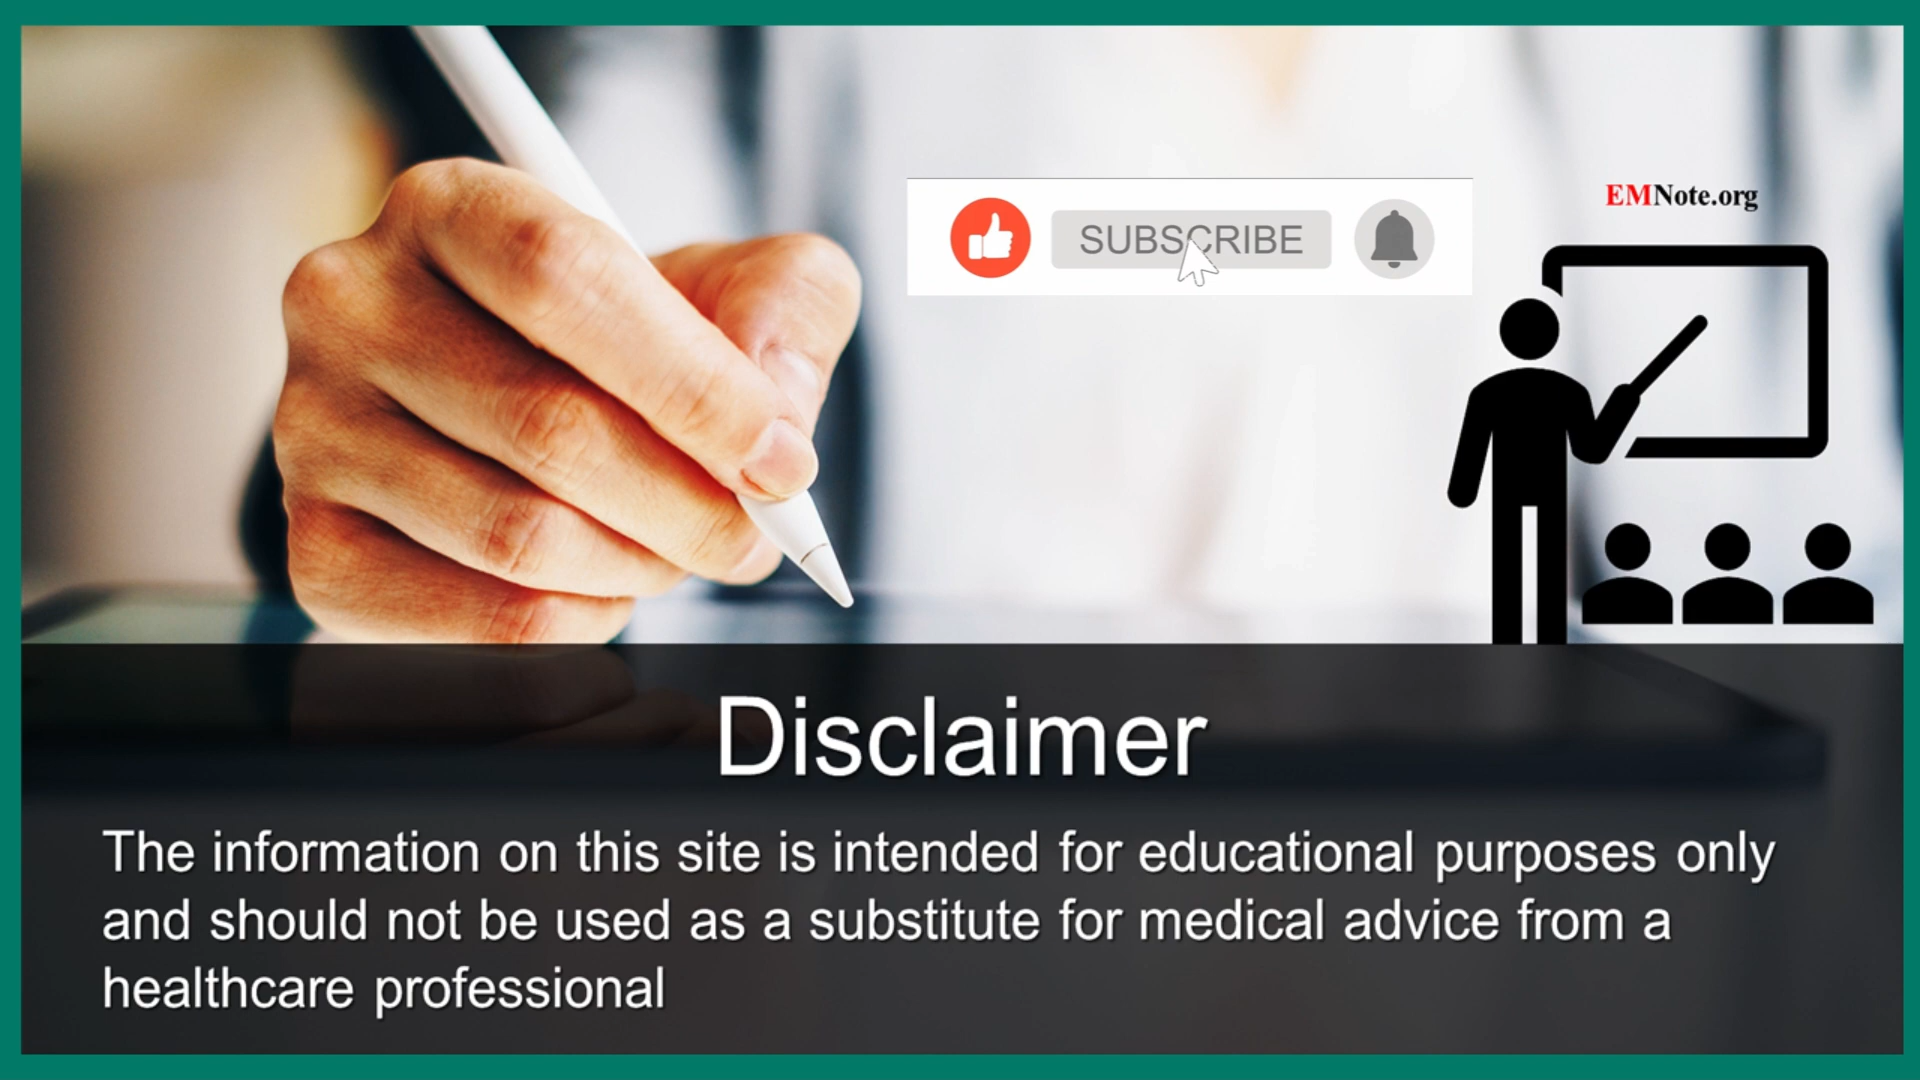 EMNote.org
SUBSCRIBE
Disclaimer
The information on this site is intended for educational purposes only
and should not be used as a substitute for medical advice from a
healthcare professional